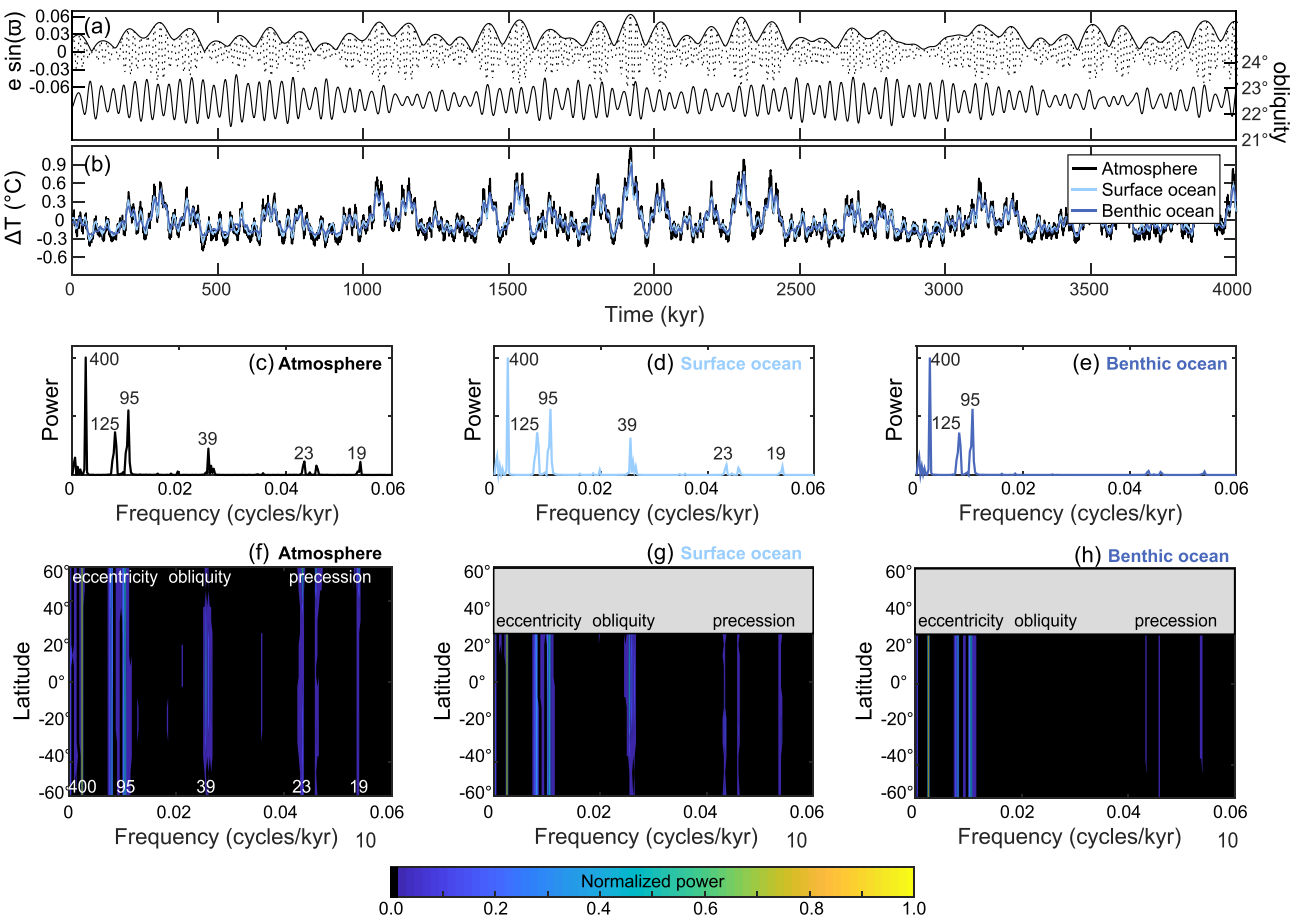 (a)
0.06
0.03
0
-0.03
-0.06
e sin(ϖ)
24°
23°
22°
21°
obliquity
(b)
0.9
0.6
0.3
0
-0.3
-0.6
ΔT (°C)
Atmosphere
Surface ocean
Benthic ocean
0 500 1000 1500 2000 2500 3000 3500 4000
Time (kyr)
(c) Atmosphere
400
125
95
39
23
19
Power
0 0.02 0.04 0.06
Frequency (cycles/kyr)
(d) Surface ocean
400
125
95
39
23
19
Power
0 0.02 0.04 0.06
Frequency (cycles/kyr)
(e) Benthic ocean
400
125
95
Power
0 0.02 0.04 0.06
Frequency (cycles/kyr)
(f) Atmosphere
eccentricity obliquity precession
60°
40°
20°
0°
-20°
-40°
-60°
Latitude
400 95 39 23 19
0 0.02 0.04 0.06
Frequency (cycles/kyr) 10
(g) Surface ocean
eccentricity obliquity precession
60°
40°
20°
0°
-20°
-40°
-60°
Latitude
0 0.02 0.04 0.06
Frequency (cycles/kyr) 10
(h) Benthic ocean
eccentricity obliquity precession
60°
40°
20°
0°
-20°
-40°
-60°
Latitude
0 0.02 0.04 0.06
Frequency (cycles/kyr) 10
Normalized power
0.0 0.2 0.4 0.6 0.8 1.0